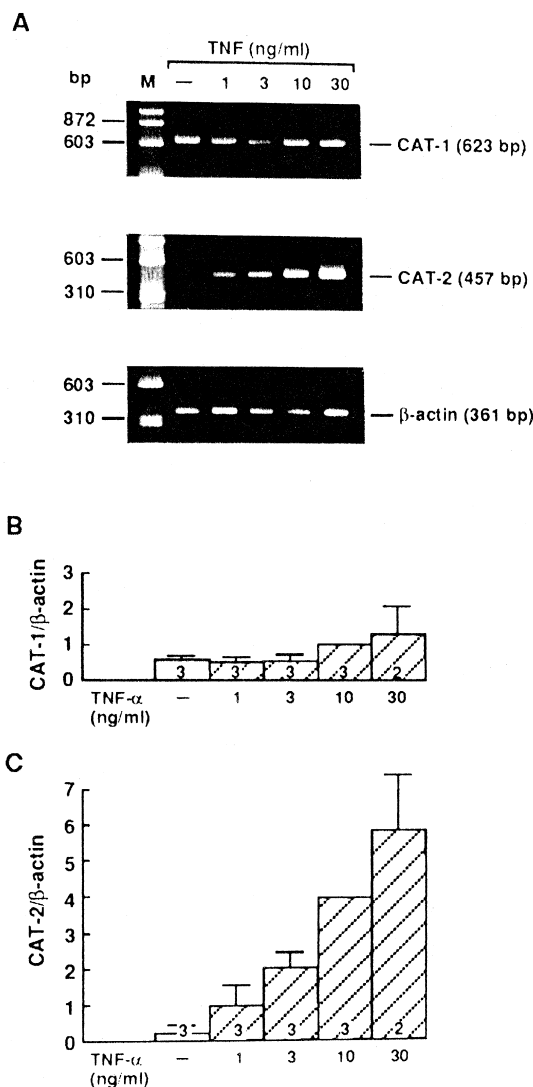 A
TNF (ng/ml)
bp M — 1 3 10 30
872
603
CAT-1 (623 bp)
603
310
CAT-2 (457 bp)
603
310
β-actin (361 bp)
B
CAT-1/β-actin
3
2
1
0
3 3 3 3 2
TNF-α (ng/ml)
— 1 3 10 30
C
CAT-2/β-actin
7
6
5
4
3
2
1
0
3 3 3 3 2
TNF-α (ng/ml)
— 1 3 10 30